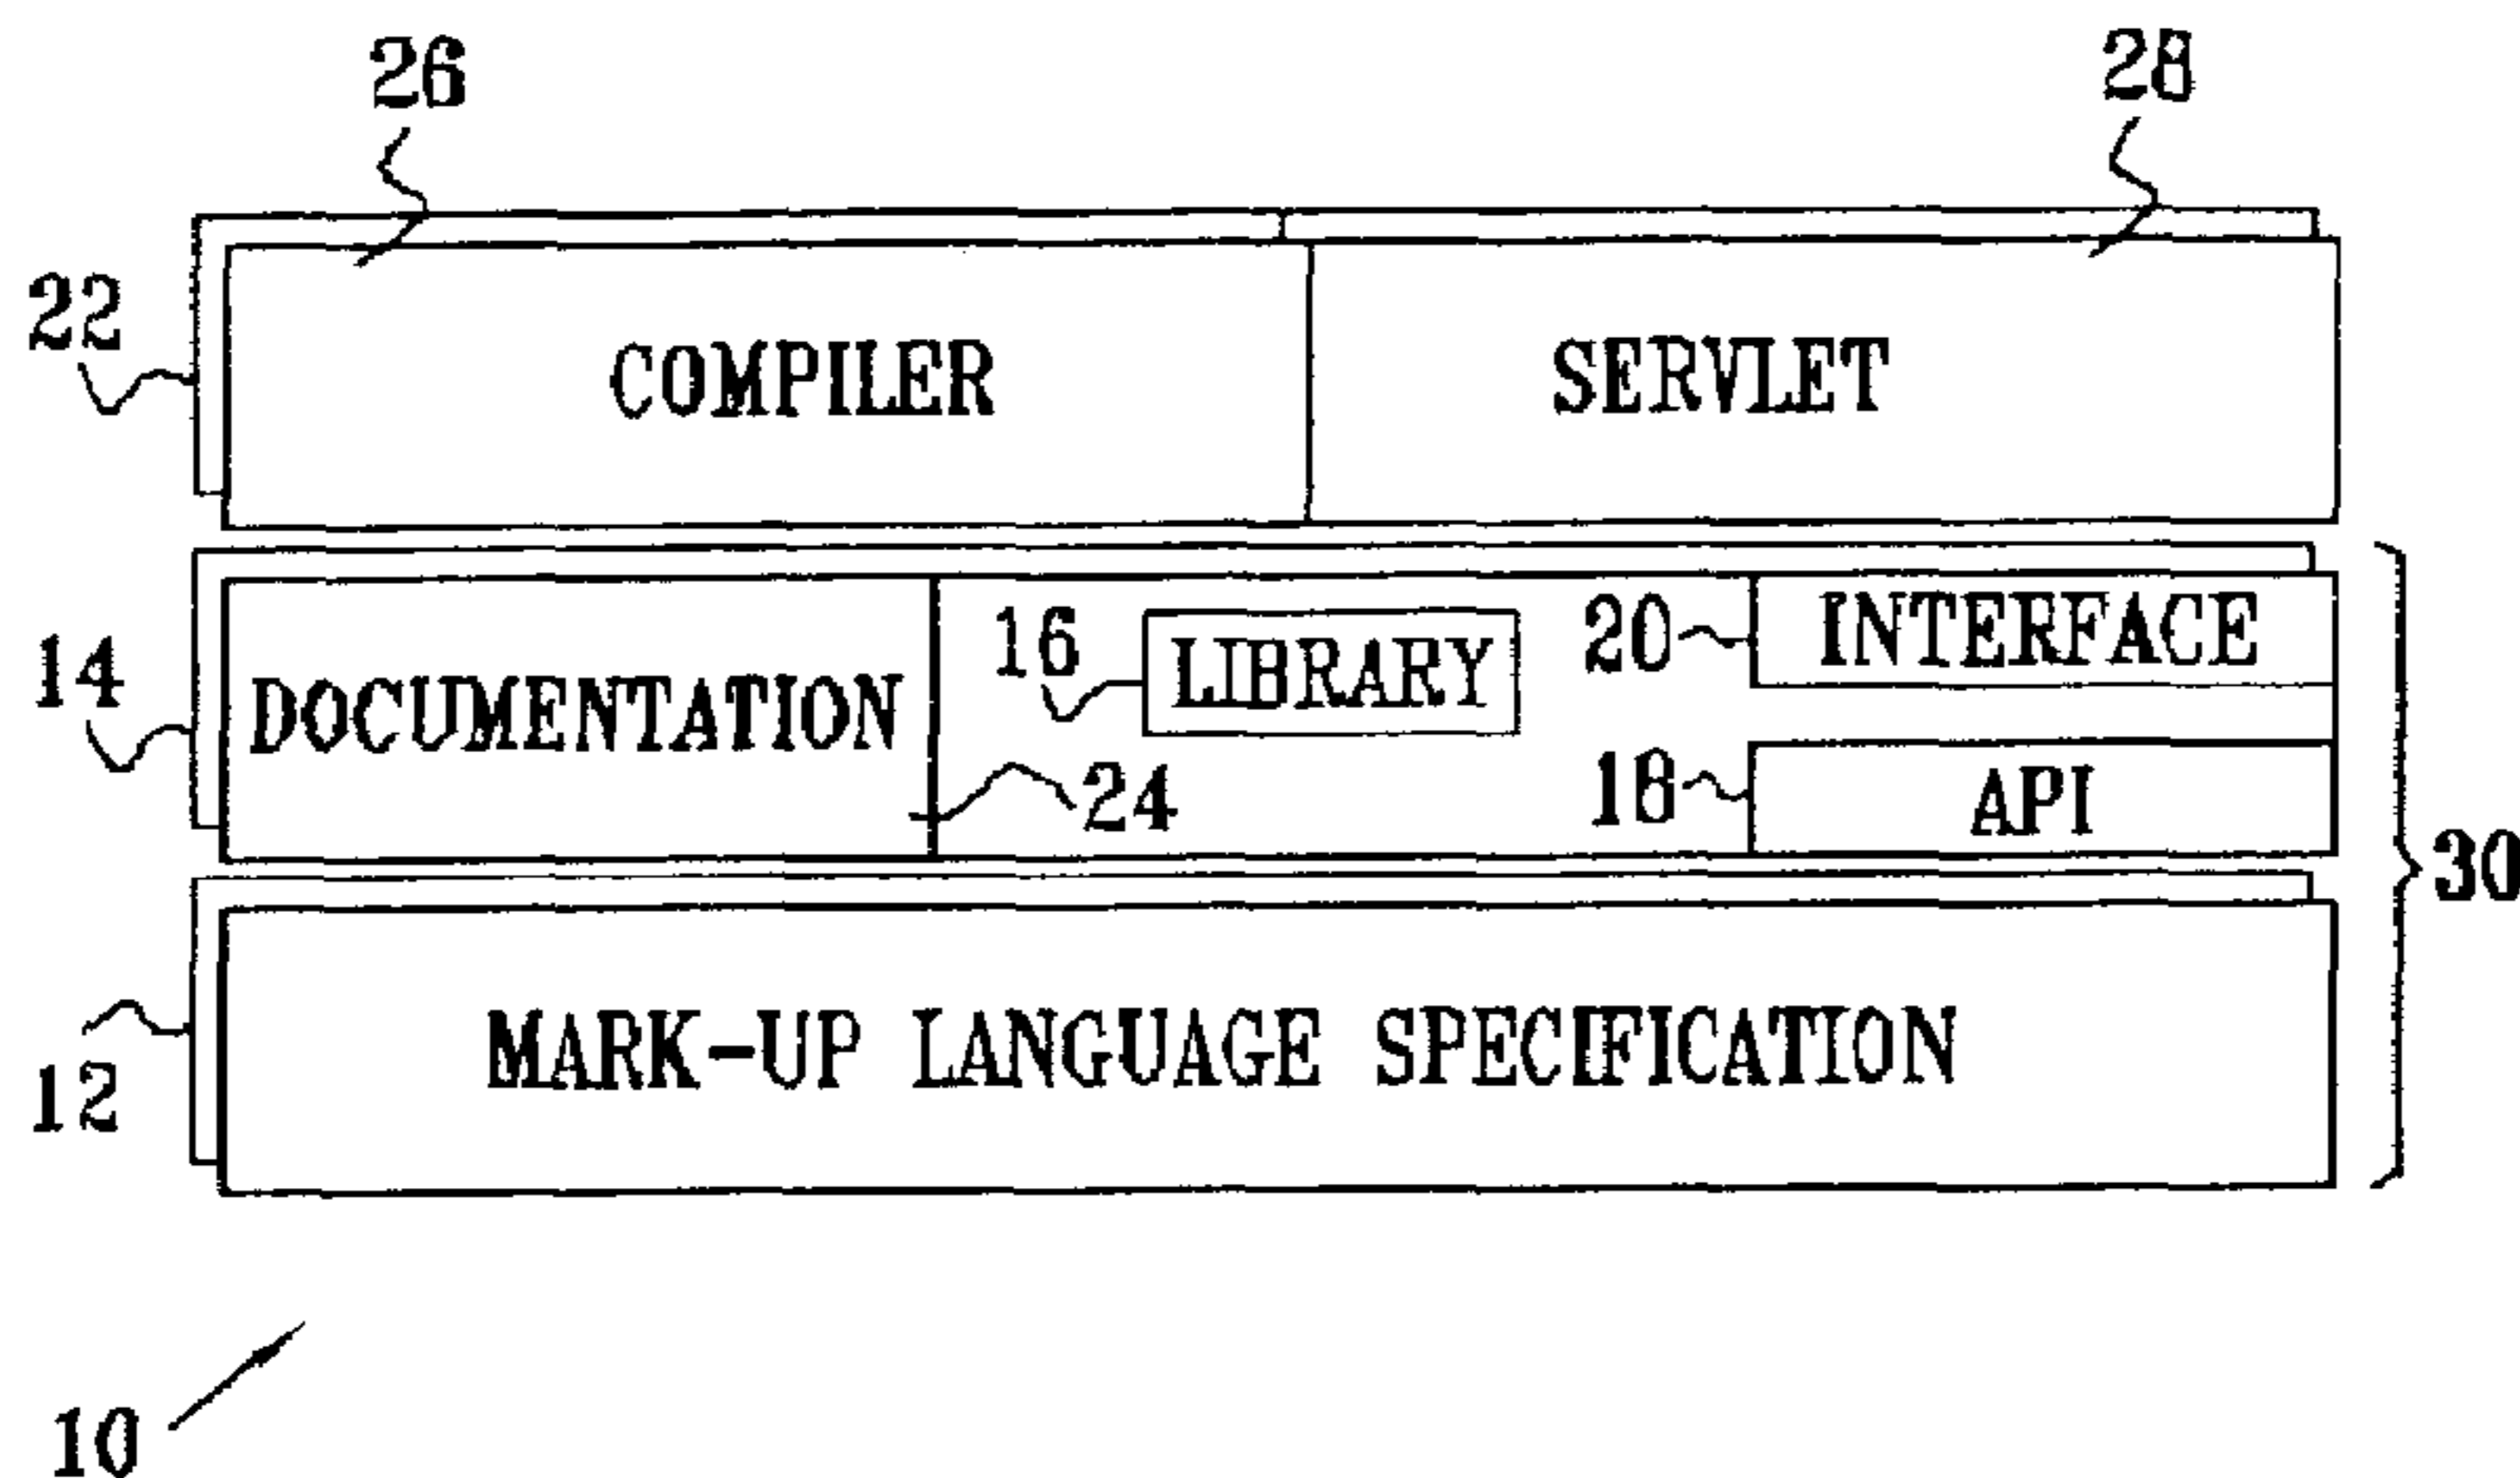 26 28
22 COMPILER SERVLET
14 DOCUMENTATION 16 LIBRARY 20 INTERFACE
24 18 API
30
12 MARK-UP LANGUAGE SPECIFICATION
10